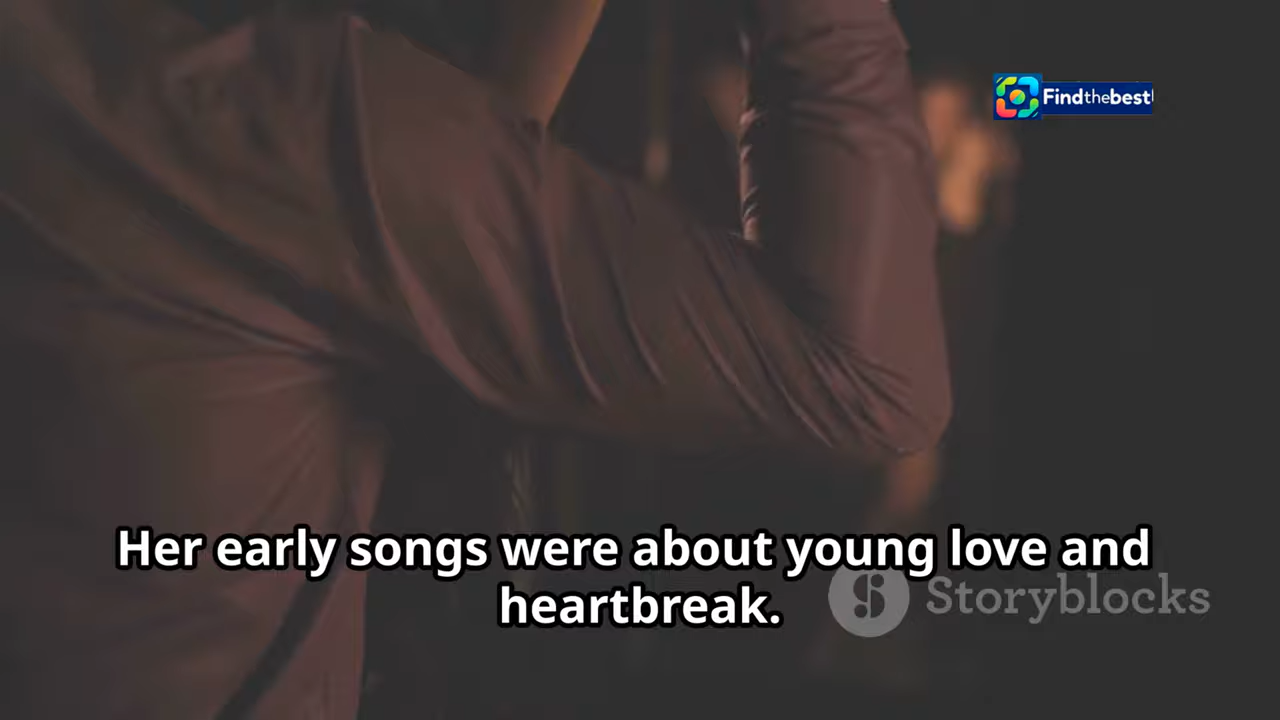 Findthebest
Her early songs were about young love and
heartbreak.
Storyblocks